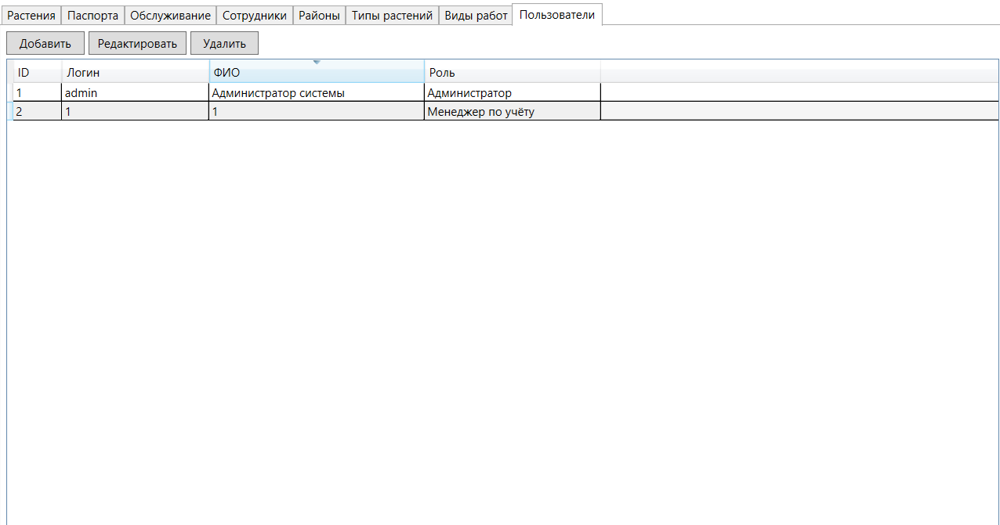 Растения Паспорта Обслуживание Сотрудники Районы Типы растений Виды работ Пользователи
Добавить Редактировать Удалить
ID Логин ФИО Роль
1 admin Администратор системы Администратор
2 1 1 Менеджер по учёту